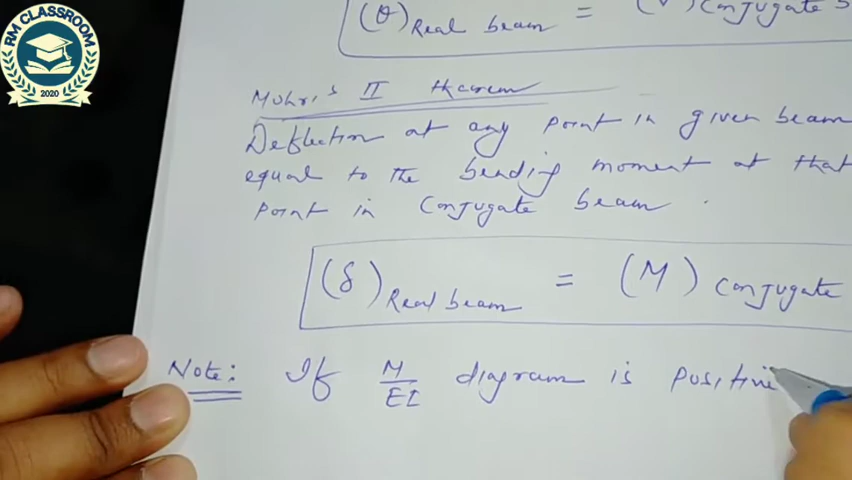 RM CLASSROOM
2020
(θ) Real beam = (V) Conjugate
Mohr's II theorem
Deflection at any point in given beam
equal to the bending moment at that
point in Conjugate beam.
(δ) Real beam = (M) Conjugate
Note: If M/EI diagram is positive